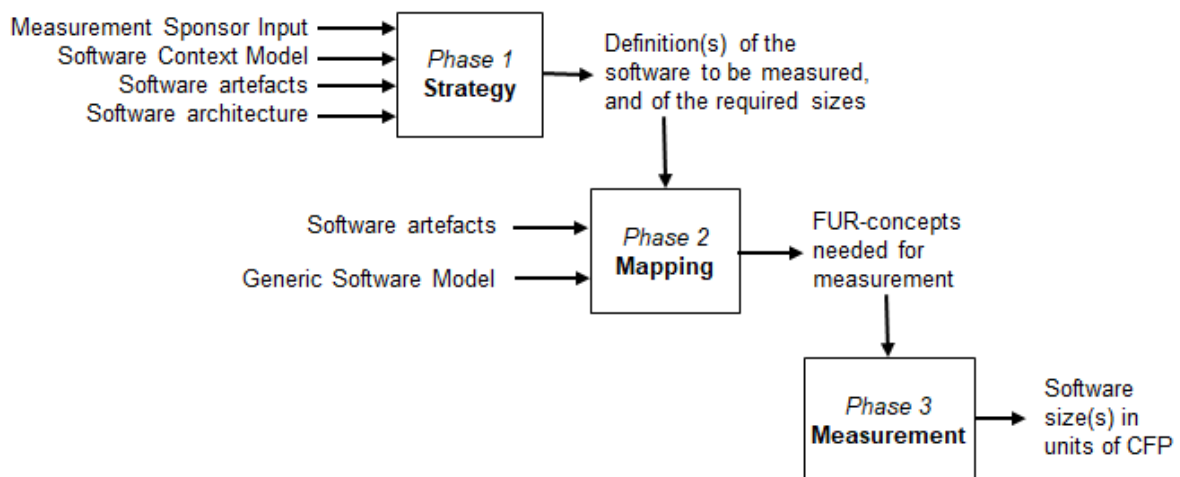 Measurement Sponsor Input
Software Context Model
Software artefacts
Software architecture
Phase 1
Strategy
Definition(s) of the
software to be measured,
and of the required sizes
Software artefacts
Generic Software Model
Phase 2
Mapping
FUR-concepts
needed for
measurement
Phase 3
Measurement
Software
size(s) in
units of CFP